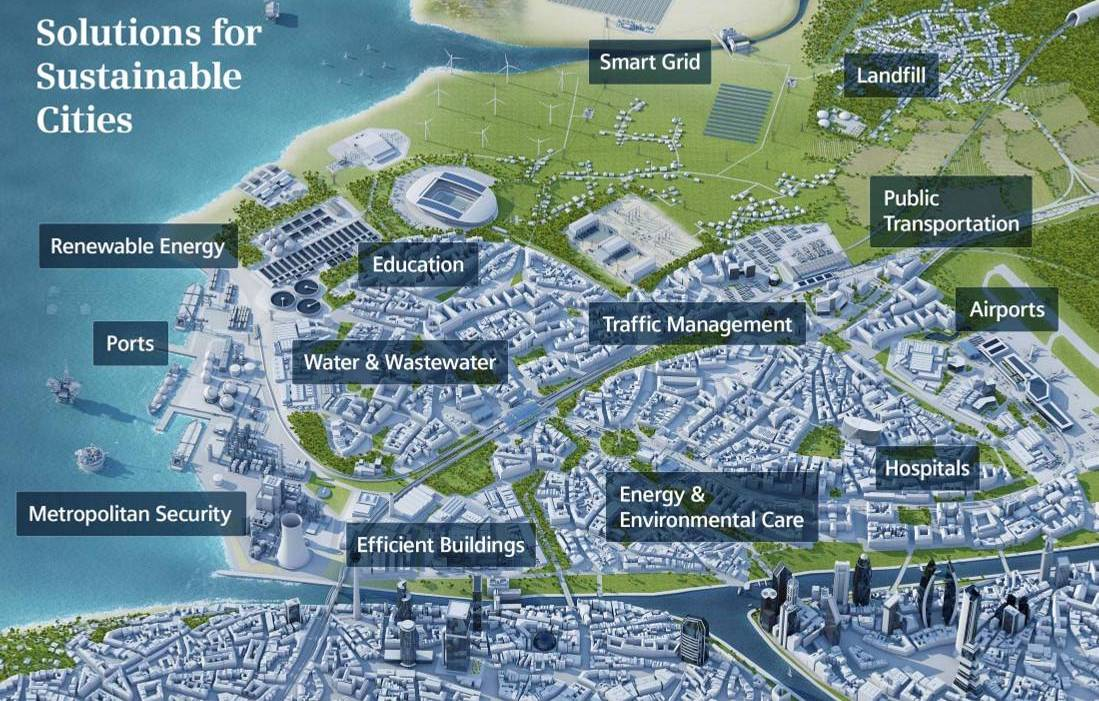 Solutions for
Sustainable
Cities
Smart Grid
Landfill
Public
Transportation
Renewable Energy
Education
Airports
Traffic Management
Ports
Water & Wastewater
Hospitals
Energy &
Environmental Care
Metropolitan Security
Efficient Buildings